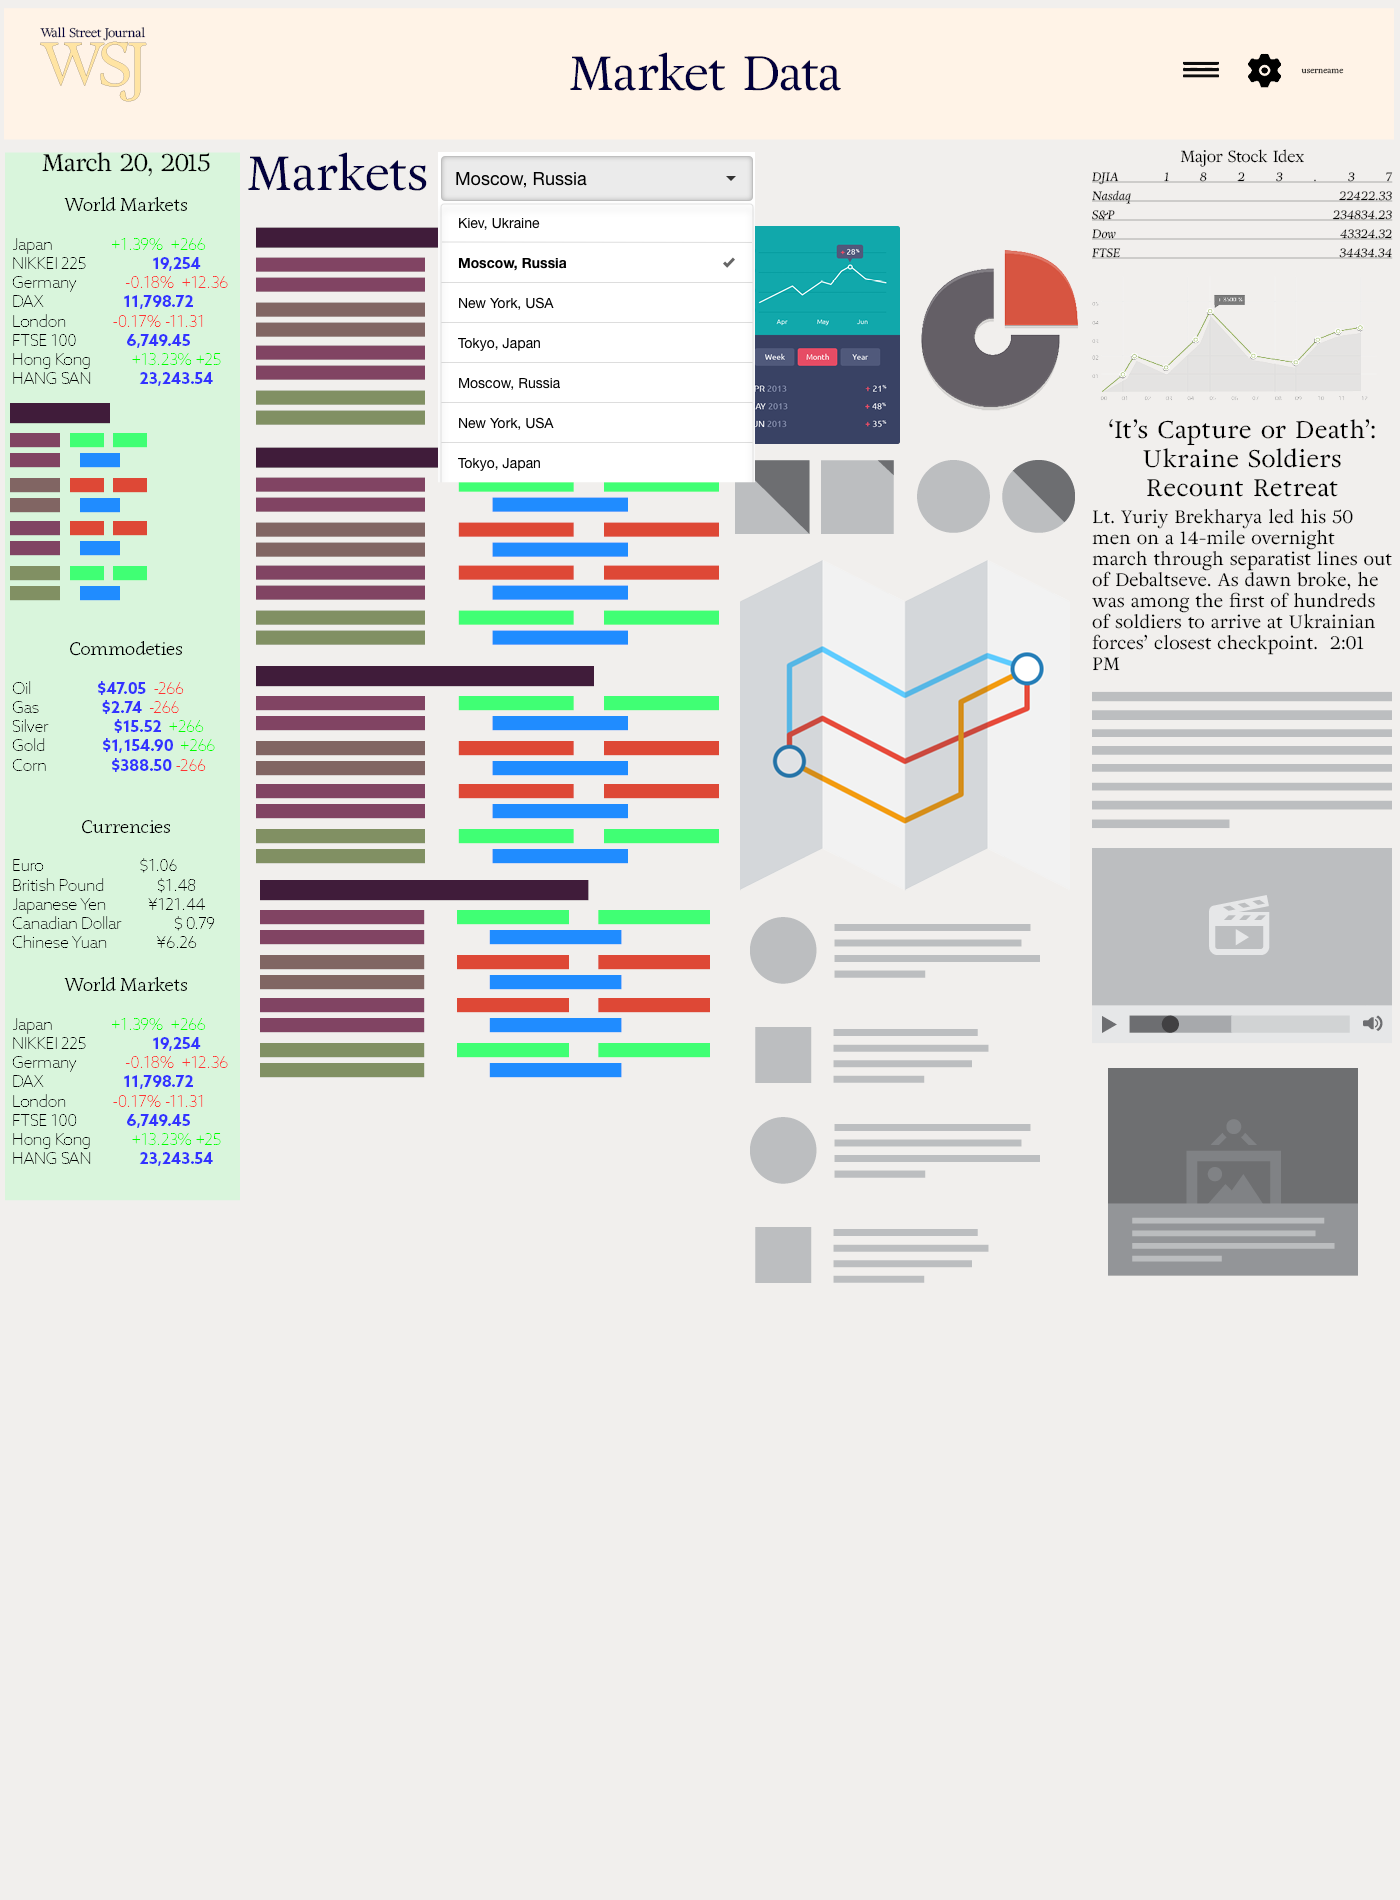 Wall Street Journal
WSJ
Market Data
userneame
March 20, 2015
World Markets
Japan +1.39% +266
NIKKEI 225 19,254
Germany -0.18% +12.36
DAX 11,798.72
London -0.17% -11.31
FTSE 100 6,749.45
Hong Kong +13.23% +25
HANG SAN 23,243.54
Commodeties
Oil $47.05 -266
Gas $2.74 -266
Silver $15.52 +266
Gold $1,154.90 +266
Corn $388.50 -266
Currencies
Euro $1.06
British Pound $1.48
Japanese Yen ¥121.44
Canadian Dollar $ 0.79
Chinese Yuan ¥6.26
World Markets
Japan +1.39% +266
NIKKEI 225 19,254
Germany -0.18% +12.36
DAX 11,798.72
London -0.17% -11.31
FTSE 100 6,749.45
Hong Kong +13.23% +25
HANG SAN 23,243.54
Markets
Moscow, Russia
Kiev, Ukraine
Moscow, Russia
New York, USA
Tokyo, Japan
Moscow, Russia
New York, USA
Tokyo, Japan
+ 28%
Apr May Jun
Week Month Year
PR 2013 + 21%
AY 2013 + 48%
UN 2013 + 35%
Major Stock Idex
DJIA 1 8 2 3 . 3 7
Nasdaq 22422.33
S&P 234834.23
Dow 43324.32
FTSE 34434.34
‘It’s Capture or Death’:
Ukraine Soldiers
Recount Retreat
Lt. Yuriy Brekharya led his 50
men on a 14-mile overnight
march through separatist lines out
of Debaltseve. As dawn broke, he
was among the first of hundreds
of soldiers to arrive at Ukrainian
forces’ closest checkpoint. 2:01
PM